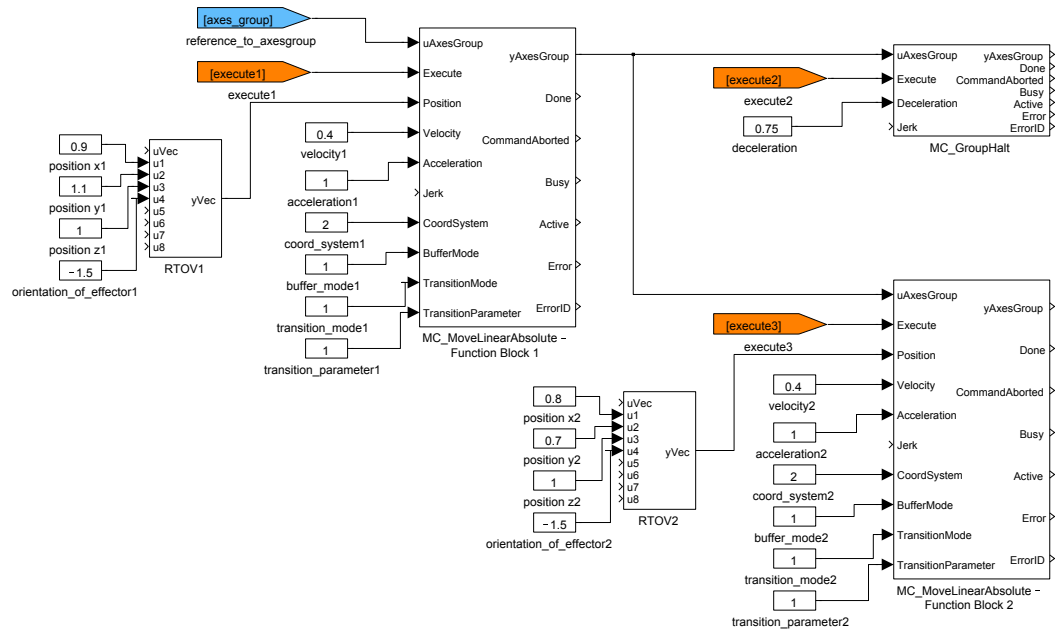 [axes_group]
reference_to_axesgroup
[execute1]
execute1
0.9
position x1
1.1
position y1
1
position z1
−1.5
orientation_of_effector1
uVec
u1
u2
u3
u4
u5
u6
u7
u8
yVec
RTOV1
0.4
velocity1
1
acceleration1
2
coord_system1
1
buffer_mode1
1
transition_mode1
1
transition_parameter1
uAxesGroup
Execute
Position
Velocity
Acceleration
Jerk
CoordSystem
BufferMode
TransitionMode
TransitionParameter
yAxesGroup
Done
CommandAborted
Busy
Active
Error
ErrorID
MC_MoveLinearAbsolute −
Function Block 1
[execute2]
execute2
0.75
deceleration
uAxesGroup
Execute
Deceleration
Jerk
yAxesGroup
Done
CommandAborted
Busy
Active
Error
ErrorID
MC_GroupHalt
[execute3]
execute3
0.8
position x2
0.7
position y2
1
position z2
−1.5
orientation_of_effector2
uVec
u1
u2
u3
u4
u5
u6
u7
u8
yVec
RTOV2
0.4
velocity2
1
acceleration2
2
coord_system2
1
buffer_mode2
1
transition_mode2
1
transition_parameter2
uAxesGroup
Execute
Position
Velocity
Acceleration
Jerk
CoordSystem
BufferMode
TransitionMode
TransitionParameter
yAxesGroup
Done
CommandAborted
Busy
Active
Error
ErrorID
MC_MoveLinearAbsolute −
Function Block 2